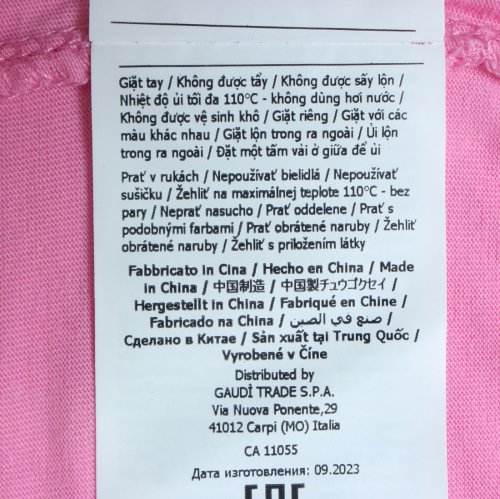 Giặt tay / Không được tẩy / Không được sấy lộn /
Nhiệt độ ủi tối đa 110°C - không dùng hơi nước /
Không được vệ sinh khô / Giặt riêng / Giặt với các
màu khác nhau / Giặt lộn trong ra ngoài / Ủi lộn
trong ra ngoài / Đặt một tấm vải ở giữa để ủi
Prať v rukách / Nepoužívať bielidlá / Nepoužívať
sušičku / Žehliť na maximálnej teplote 110°C - bez
pary / Neprať nasucho / Prať oddelene / Prať s
podobnými farbami / Prať obrátené naruby / Žehliť
obrátené naruby / Žehliť s priložením látky
Fabbricato in Cina / Hecho en China / Made
in China / 中国制造 / 中国製チュウゴクセイ /
Hergestellt in China / Fabriqué en Chine /
Fabricado na China / صنع في الصين /
Сделано в Китае / Sản xuất tại Trung Quốc /
Vyrobené v Číne
Distributed by
GAUDÌ TRADE S.P.A.
Via Nuova Ponente,29
41012 Carpi (MO) Italia
CA 11055
Дата изготовления: 09.2023